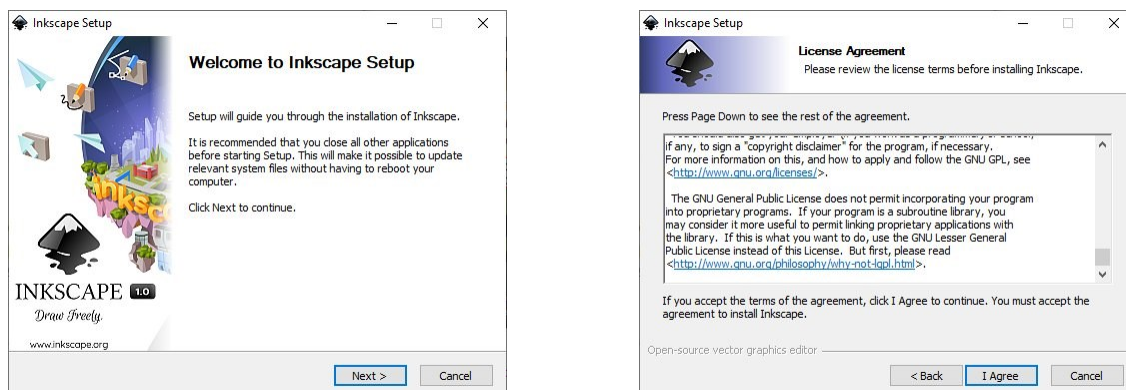 Inkscape Setup
Welcome to Inkscape Setup
Setup will guide you through the installation of Inkscape.
It is recommended that you close all other applications
before starting Setup. This will make it possible to update
relevant system files without having to reboot your
computer.
Click Next to continue.
Inksc
INKSCAPE 1.0
Draw Freely.
www.inkscape.org
Next >
Cancel
Inkscape Setup
License Agreement
Please review the license terms before installing Inkscape.
Press Page Down to see the rest of the agreement.
if any, to sign a "copyright disclaimer" for the program, if necessary.
For more information on this, and how to apply and follow the GNU GPL, see
<http://www.gnu.org/licenses/>.
The GNU General Public License does not permit incorporating your program
into proprietary programs. If your program is a subroutine library, you
may consider it more useful to permit linking proprietary applications with
the library. If this is what you want to do, use the GNU Lesser General
Public License instead of this License. But first, please read
<http://www.gnu.org/philosophy/why-not-lgpl.html>.
If you accept the terms of the agreement, click I Agree to continue. You must accept the
agreement to install Inkscape.
Open-source vector graphics editor
< Back
I Agree
Cancel